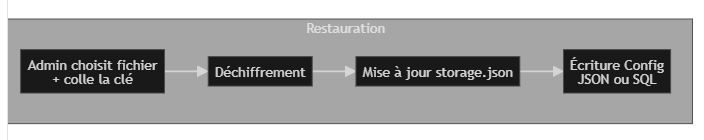 Restauration
Admin choisit fichier
+ colle la clé
Déchiffrement
Mise à jour storage.json
Écriture Config
JSON ou SQL